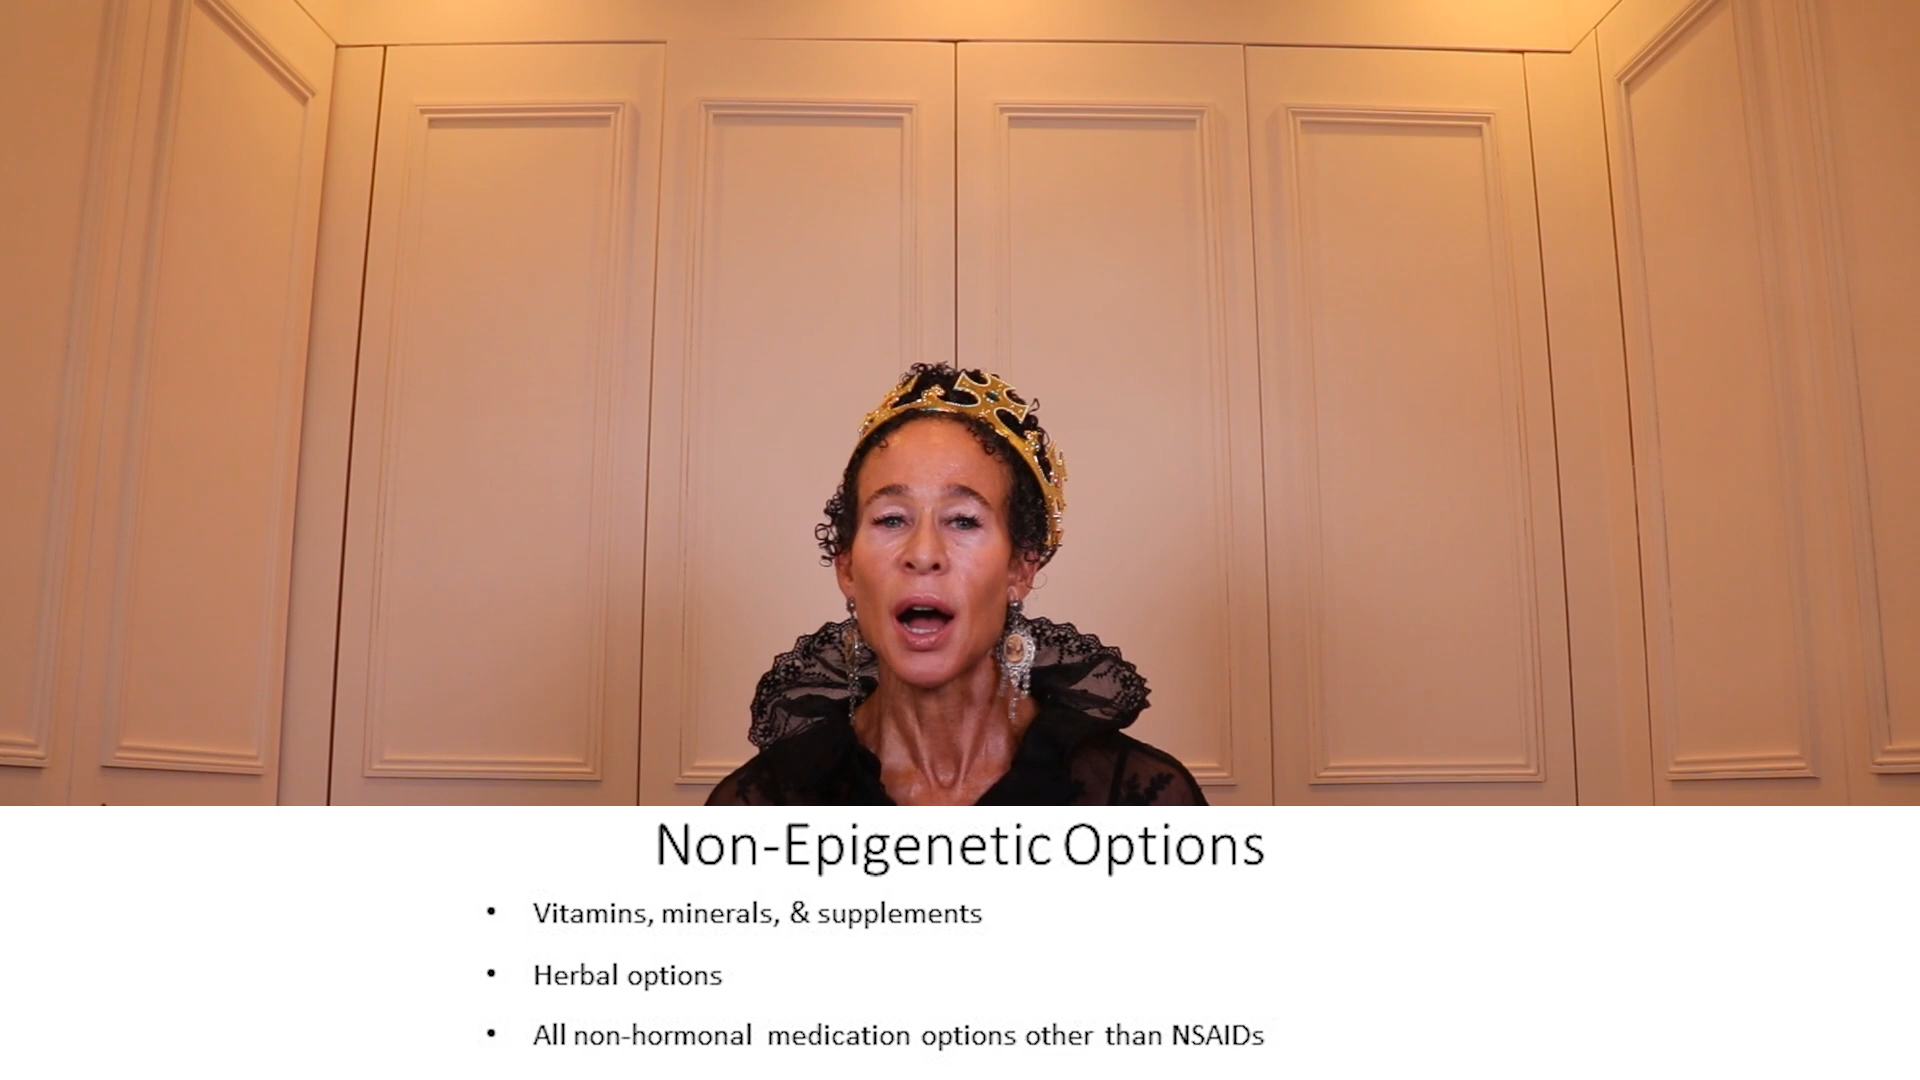 Non-Epigenetic Options
• Vitamins, minerals, & supplements
• Herbal options
• All non-hormonal medication options other than NSAIDs